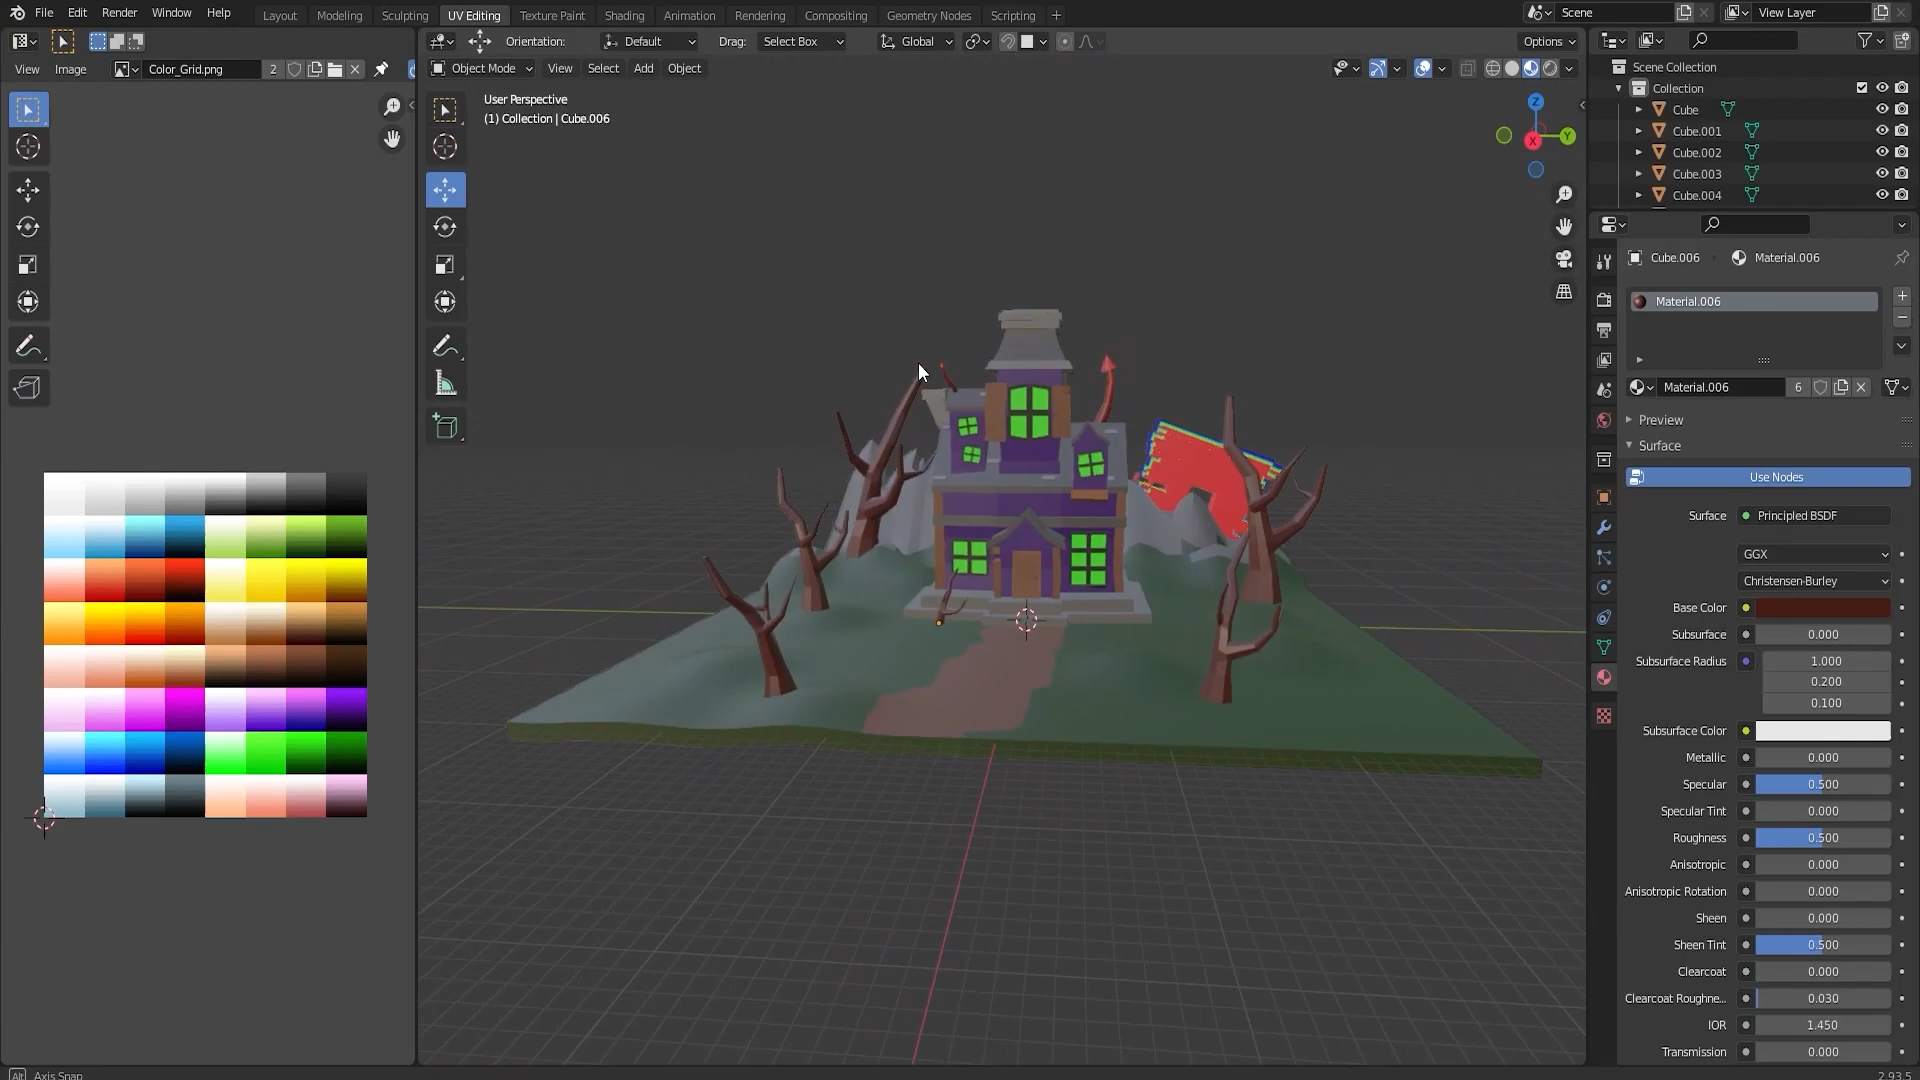 File Edit Render Window Help Layout Modeling Sculpting UV Editing Texture Paint Shading Animation Rendering Compositing Geometry Nodes Scripting + Scene View Layer
Orientation: Default Drag: Select Box Global Options
View Image Color_Grid.png 2 Object Mode View Select Add Object
User Perspective
(1) Collection | Cube.006
Z
Y
X
Scene Collection
Collection
Cube
Cube.001
Cube.002
Cube.003
Cube.004
Cube.006 Material.006
Material.006
Material.006 6
Preview
Surface
Use Nodes
Surface Principled BSDF
GGX
Christensen-Burley
Base Color
Subsurface 0.000
Subsurface Radius 1.000
0.200
0.100
Subsurface Color
Metallic 0.000
Specular 0.500
Specular Tint 0.000
Roughness 0.500
Anisotropic 0.000
Anisotropic Rotation 0.000
Sheen 0.000
Sheen Tint 0.500
Clearcoat 0.000
Clearcoat Roughne... 0.030
IOR 1.450
Transmission 0.000
Alt Axis Snap
2.93.5